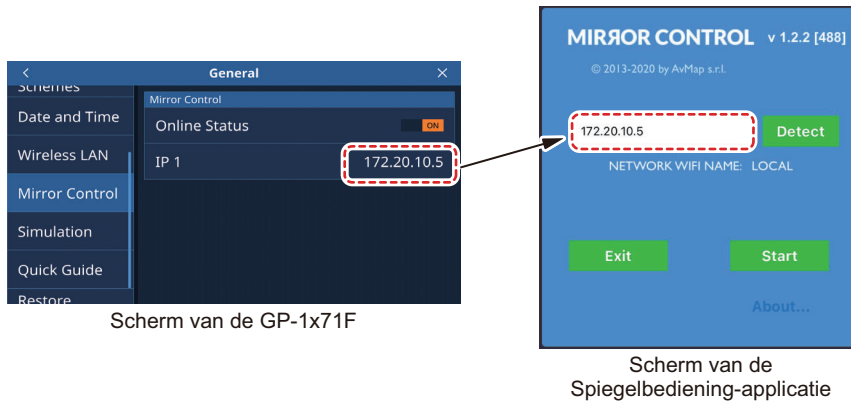 General
Schemes
Date and Time
Wireless LAN
Mirror Control
Simulation
Quick Guide
Restore
Mirror Control
Online Status ON
IP 1 172.20.10.5
Scherm van de GP-1x71F
MIRЯOR CONTROL v 1.2.2 [488]
© 2013-2020 by AvMap s.r.l.
172.20.10.5 Detect
NETWORK WIFI NAME: LOCAL
Exit Start
About...
Scherm van de
Spiegelbediening-applicatie